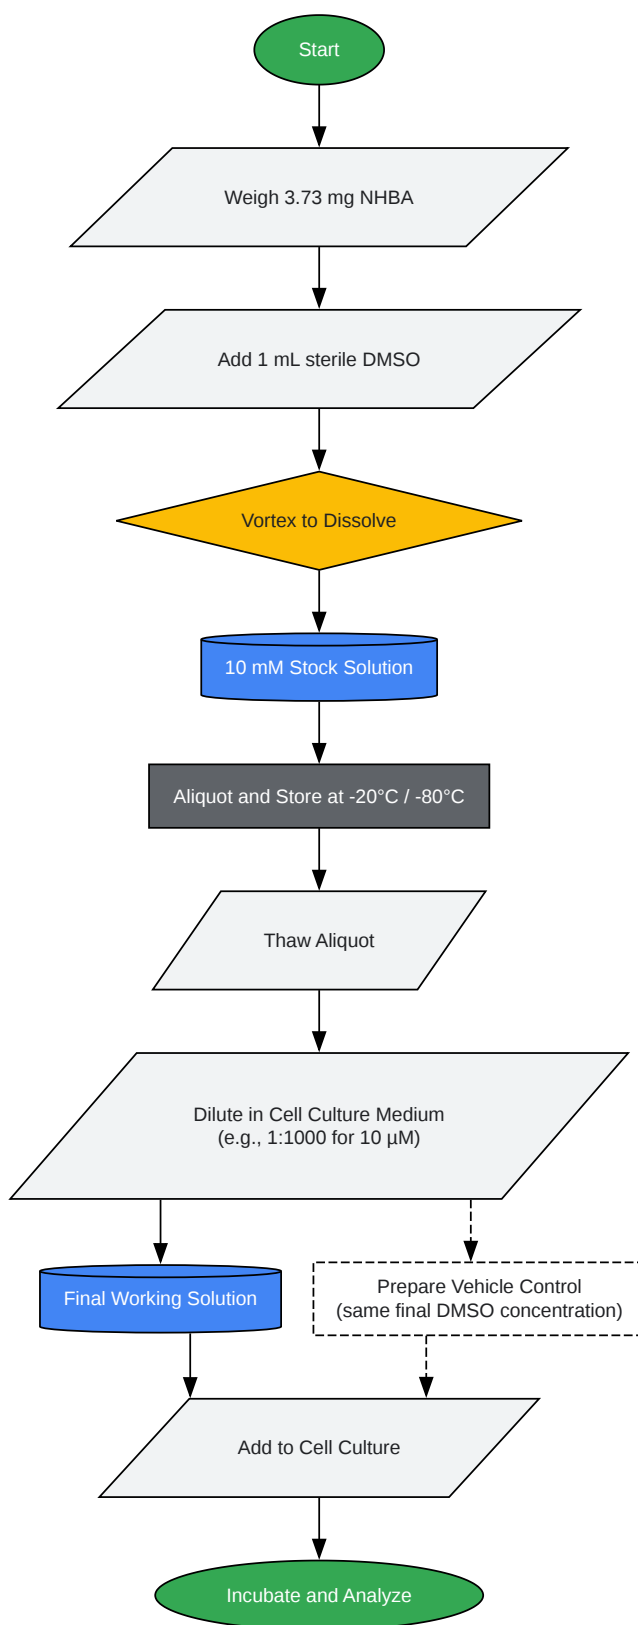 Start
Weigh 3.73 mg NHBA
Add 1 mL sterile DMSO
Vortex to Dissolve
10 mM Stock Solution
Aliquot and Store at -20°C / -80°C
Thaw Aliquot
Dilute in Cell Culture Medium
(e.g., 1:1000 for 10 µM)
Final Working Solution
Prepare Vehicle Control
(same final DMSO concentration)
Add to Cell Culture
Incubate and Analyze